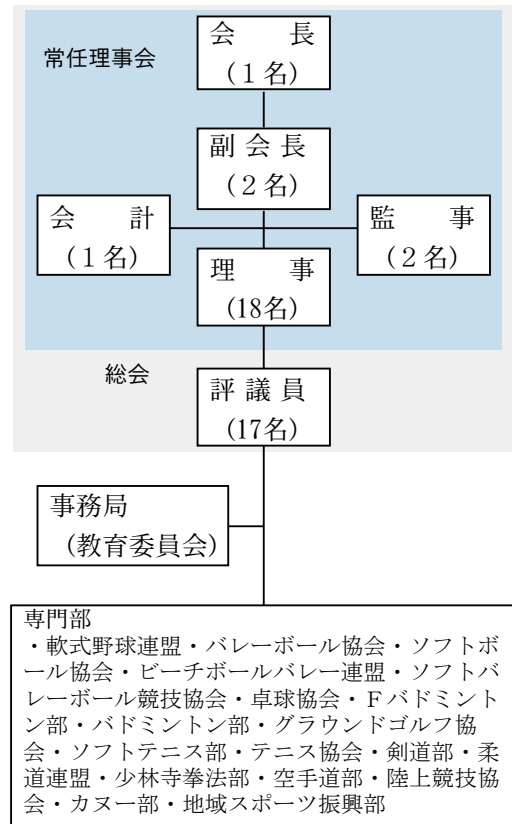 会　　長
(１名)
常任理事会
副 会 長
(２名)
会　　計
(１名)
監　　事
(２名)
理　　事
(18名)
総会
評 議 員
(17名)
事務局
(教育委員会)
専門部
・軟式野球連盟・バレーボール協会・ソフトボ
ール協会・ビーチボールバレー連盟・ソフトバ
レーボール競技協会・卓球協会・Ｆバドミント
ン部・バドミントン部・グラウンドゴルフ協
会・ソフトテニス部・テニス協会・剣道部・柔
道連盟・少林寺拳法部・空手道部・陸上競技協
会・カヌー部・地域スポーツ振興部